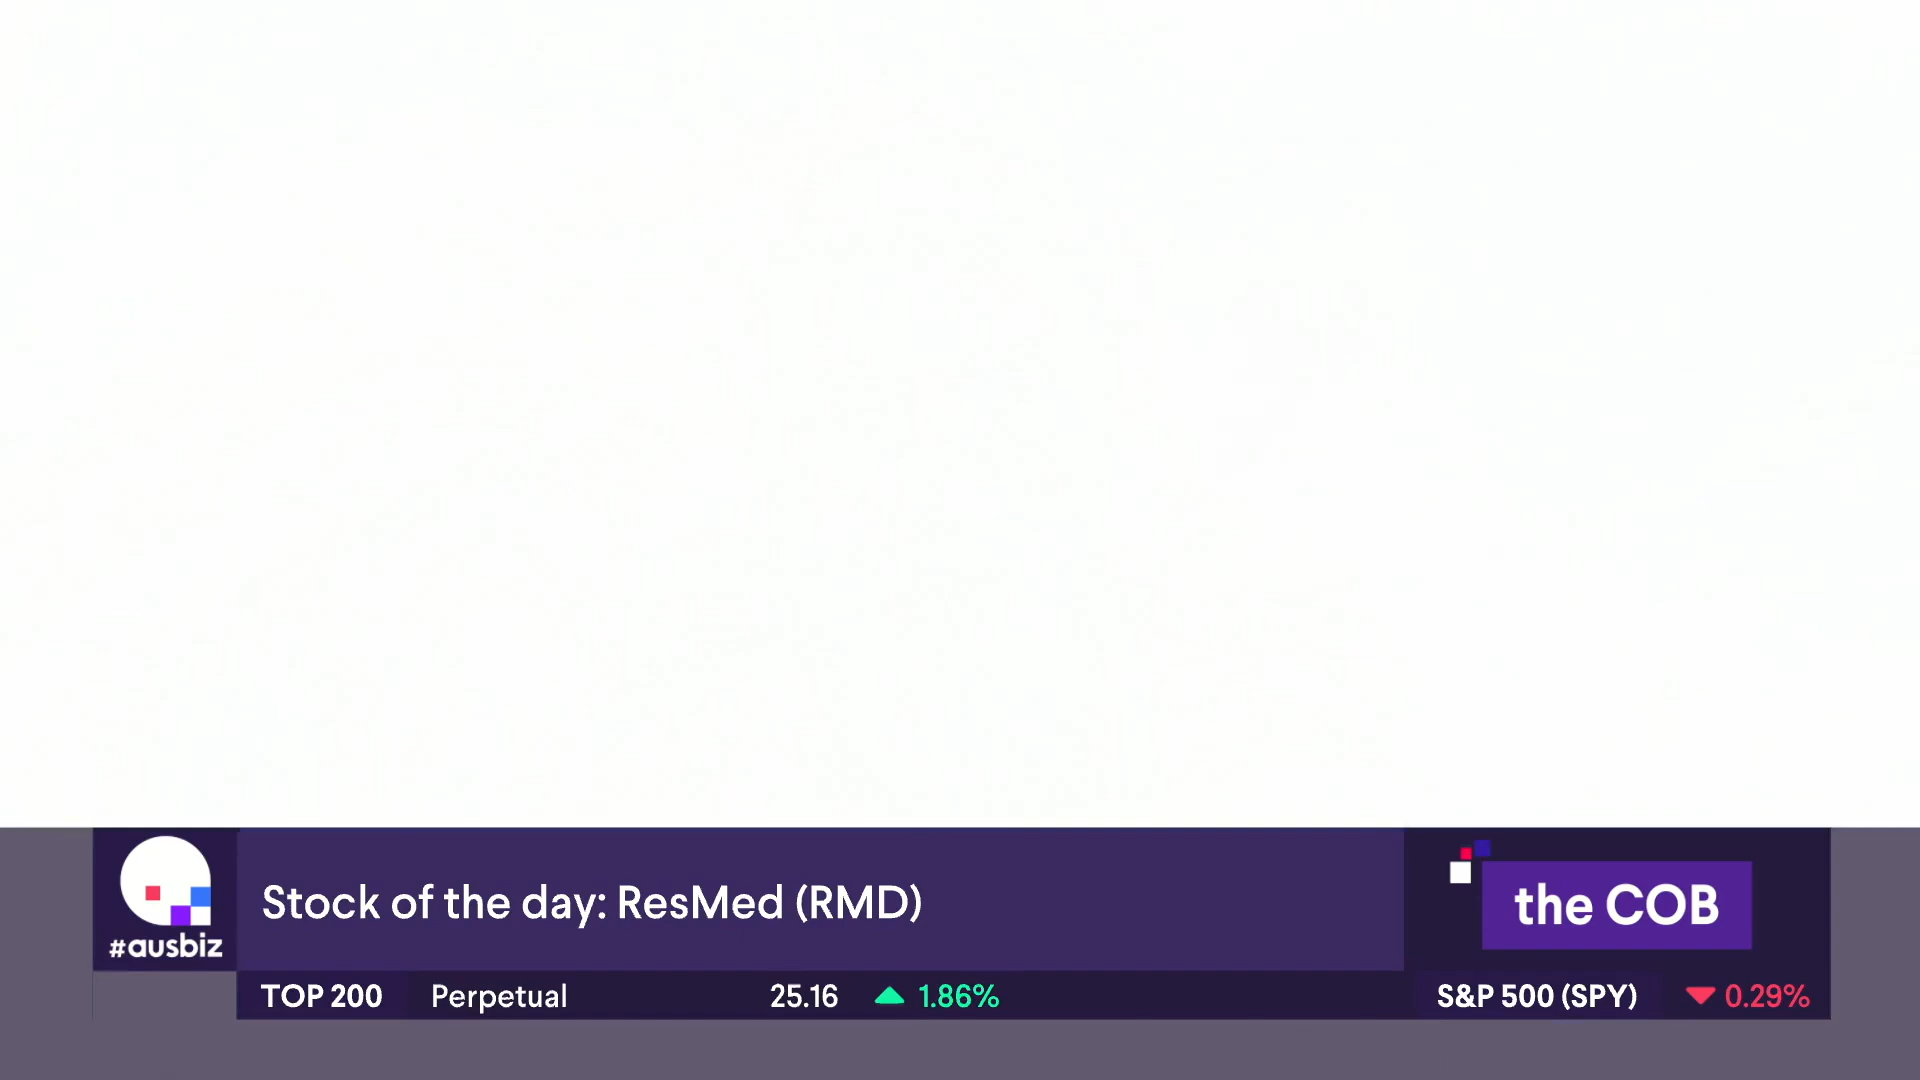 Stock of the day: ResMed (RMD)
the COB
#ausbiz
TOP 200 Perpetual 25.16 1.86% S&P 500 (SPY) 0.29%